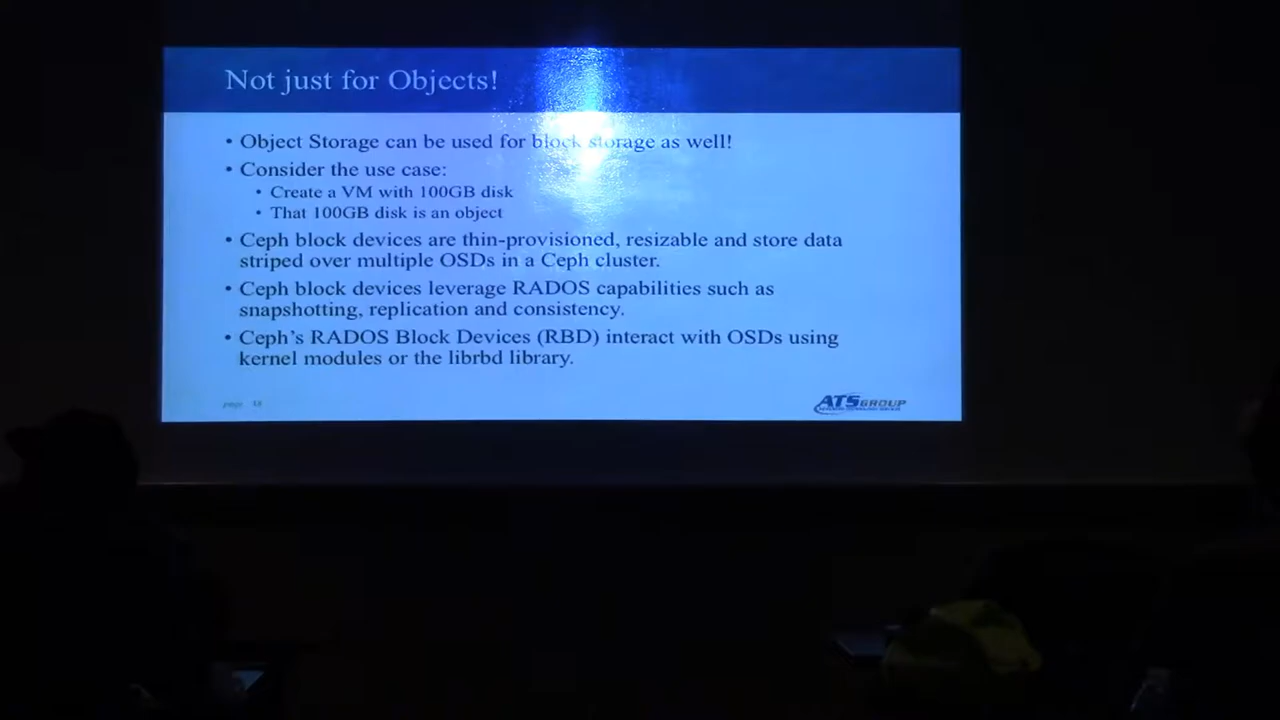 Not just for Objects!
• Object Storage can be used for block storage as well!
• Consider the use case:
• Create a VM with 100GB disk
• That 100GB disk is an object
• Ceph block devices are thin-provisioned, resizable and store data
striped over multiple OSDs in a Ceph cluster.
• Ceph block devices leverage RADOS capabilities such as
snapshotting, replication and consistency.
• Ceph's RADOS Block Devices (RBD) interact with OSDs using
kernel modules or the librbd library.
page
ATS GROUP